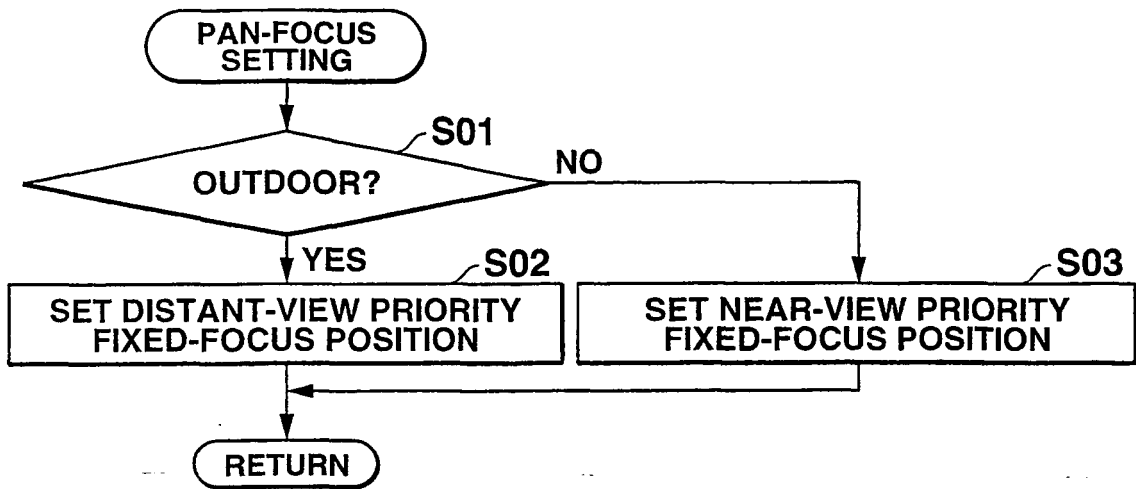 PAN-FOCUS
SETTING
S01
OUTDOOR?
NO
YES
S02
SET DISTANT-VIEW PRIORITY
FIXED-FOCUS POSITION
S03
SET NEAR-VIEW PRIORITY
FIXED-FOCUS POSITION
RETURN